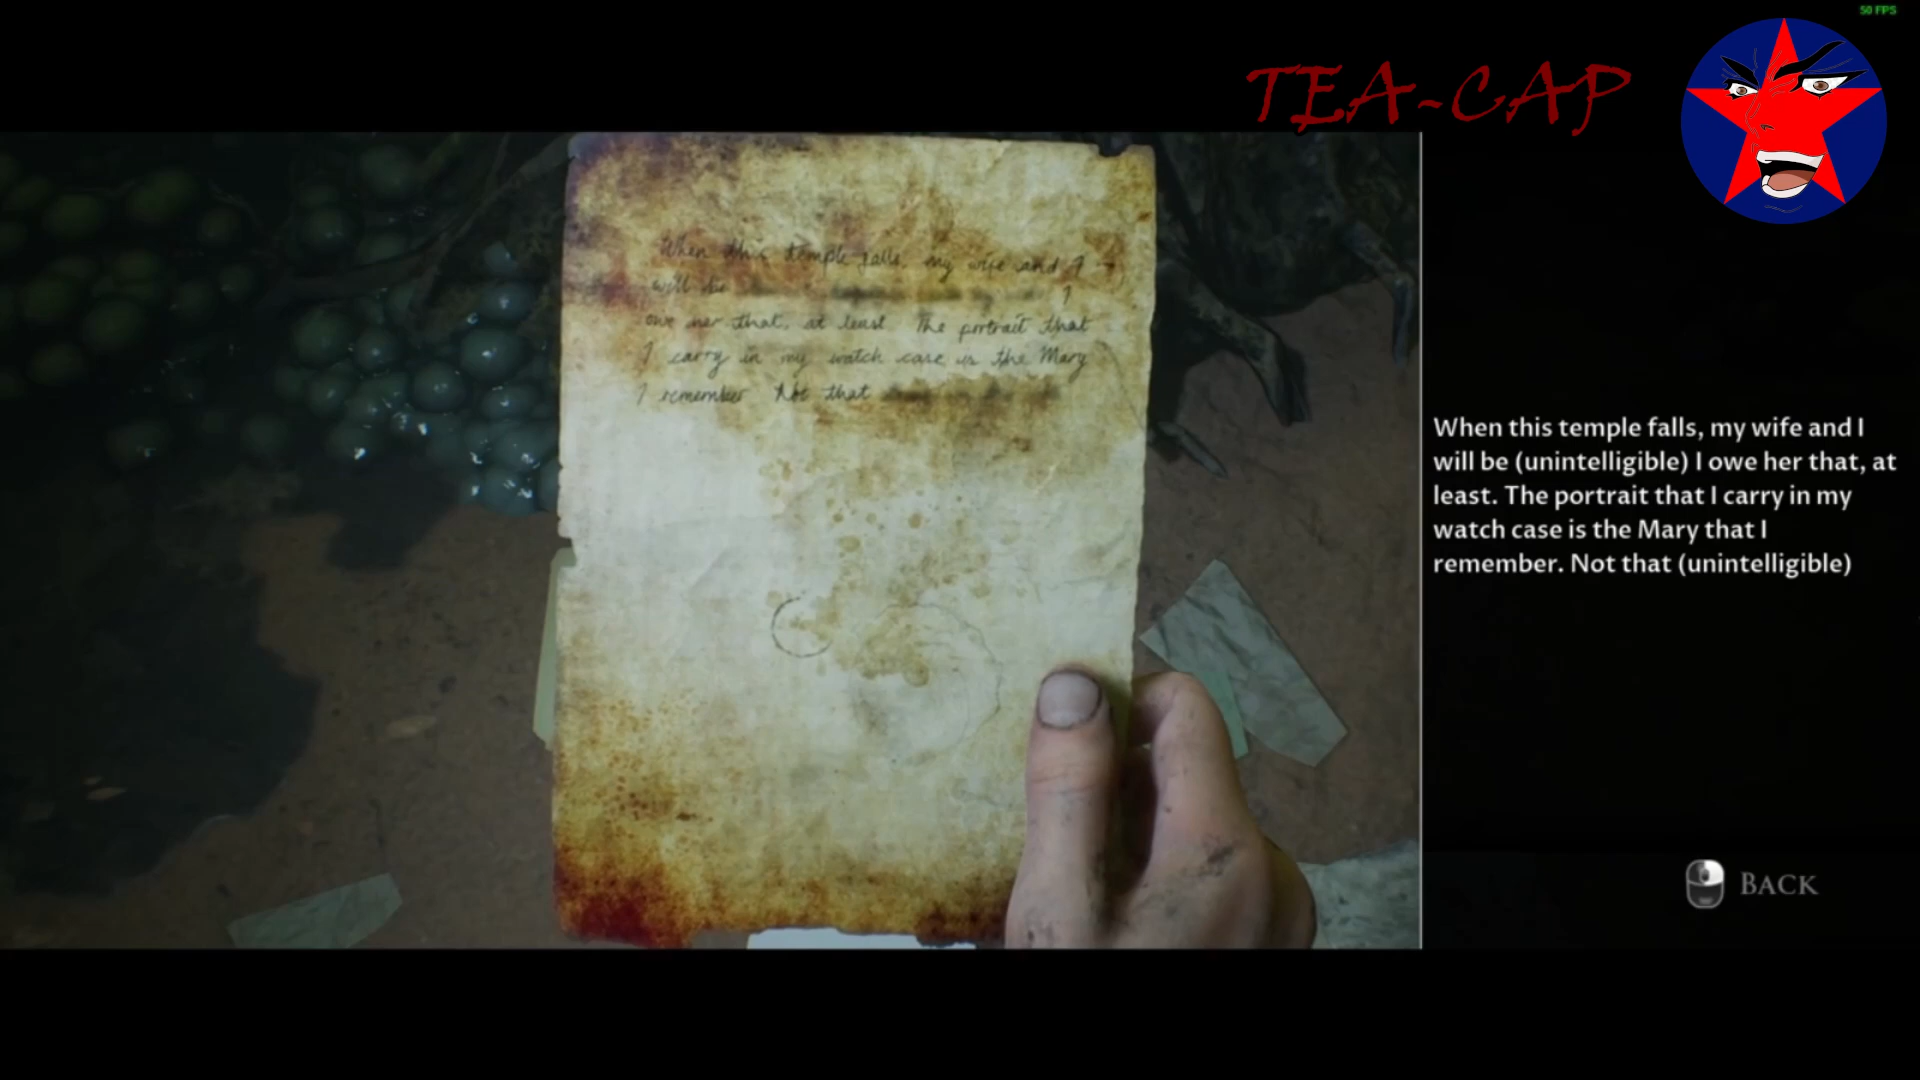 50 FPS
TEA-CAP
When this temple falls, my wife and I
will
I
owe her that, at least. The portrait that
I carry in my watch case is the Mary
I remember Not that
When this temple falls, my wife and I
will be (unintelligible) I owe her that, at
least. The portrait that I carry in my
watch case is the Mary that I
remember. Not that (unintelligible)
BACK